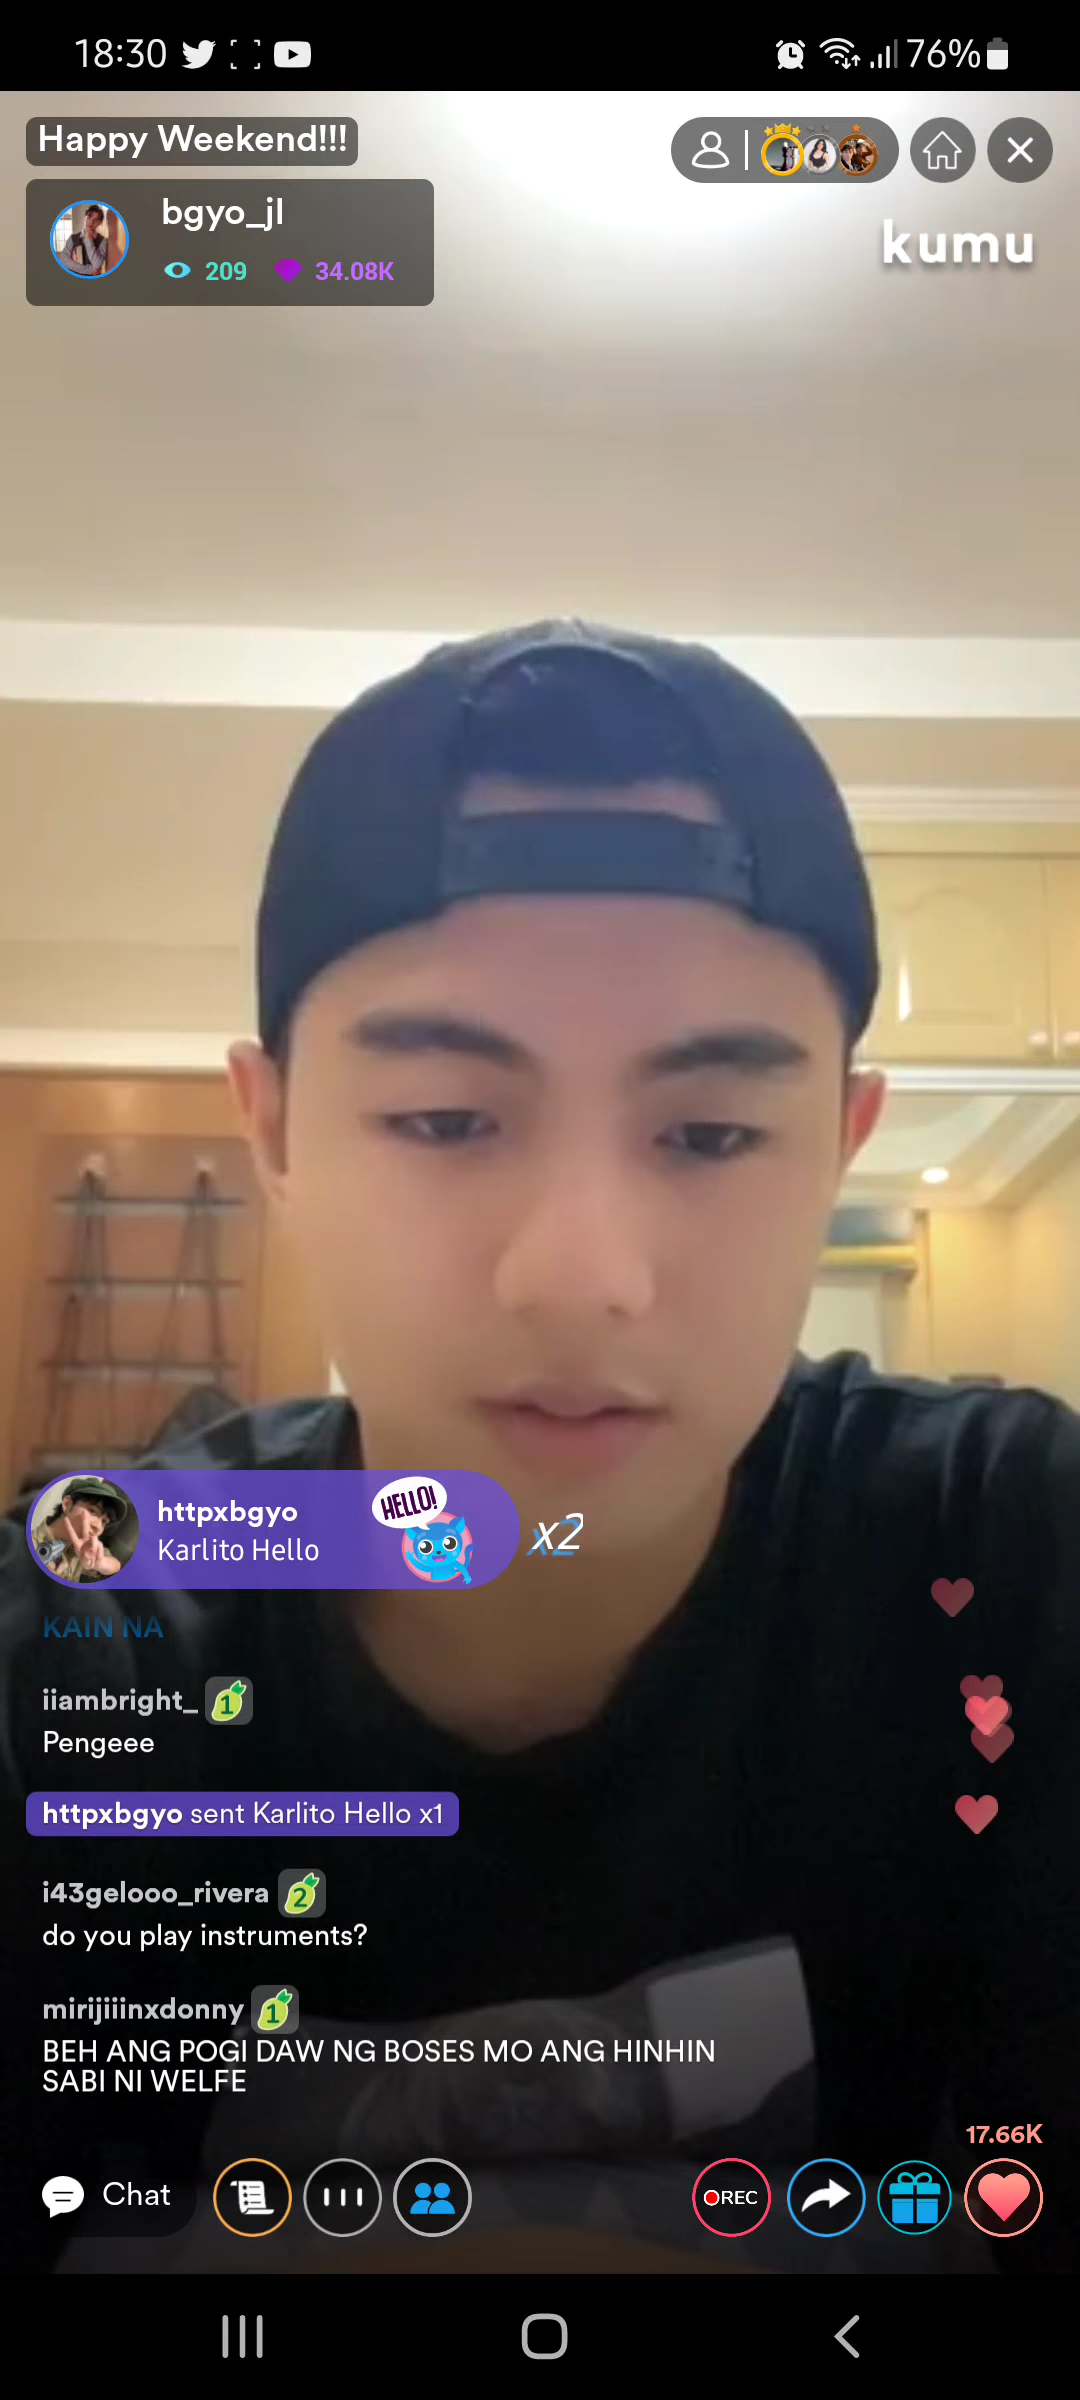 18:30
76%
Happy Weekend!!!
bgyo_jl
209 34.08K
kumu
httpxbgyo
Karlito Hello
HELLO!
x2
KAIN NA
iiambright_ 1
Pengeee
httpxbgyo sent Karlito Hello x1
i43gelooo_rivera 2
do you play instruments?
mirijiiinxdonny 1
BEH ANG POGI DAW NG BOSES MO ANG HINHIN
SABI NI WELFE
17.66K
Chat
REC